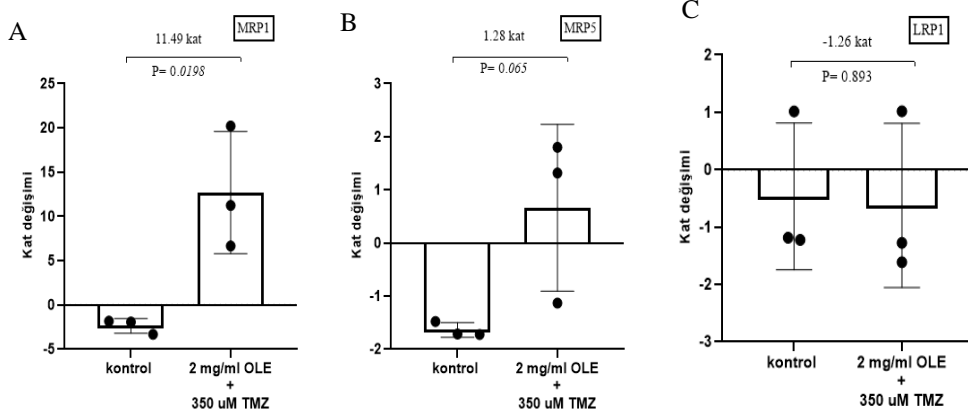 A
11.49 kat
MRP1
P= 0.0198
25
20
15
10
5
0
-5
Kat değişimi
kontrol
2 mg/ml OLE
+
350 uM TMZ
B
1.28 kat
MRP5
P= 0.065
3
2
1
0
-1
-2
Kat değişimi
kontrol
2 mg/ml OLE
+
350 uM TMZ
C
-1.26 kat
LRP1
P= 0.893
2
1
0
-1
-2
-3
Kat değişimi
kontrol
2 mg/ml OLE
+
350 uM TMZ